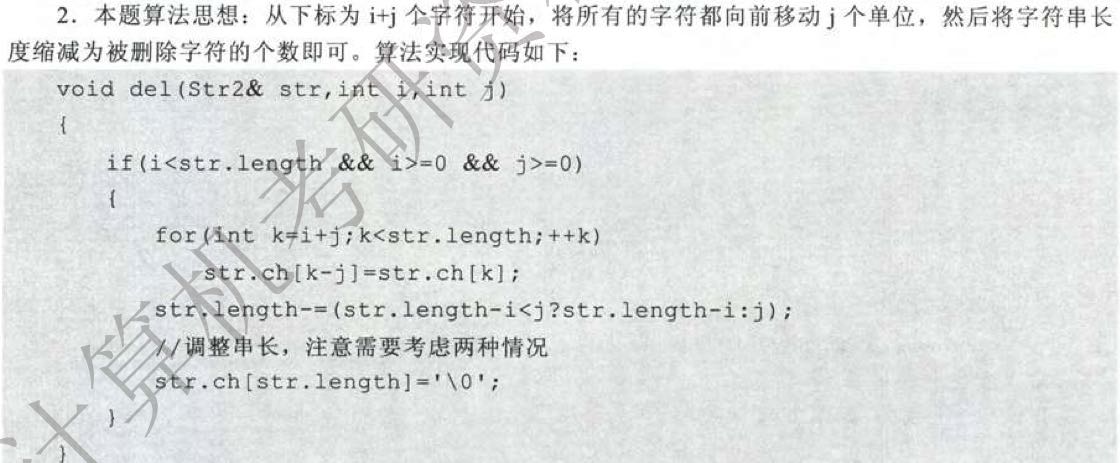 2．本题算法思想：从下标为 i+j 个字符开始，将所有的字符都向前移动 j 个单位，然后将字符串长
度缩减为被删除字符的个数即可。算法实现代码如下：
void del(Str2& str,int i,int j)
{
if(i<str.length && i>=0 && j>=0)
{
for(int k=i+j;k<str.length;++k)
str.ch[k-j]=str.ch[k];
str.length-=(str.length-i<j?str.length-i:j);
//调整串长，注意需要考虑两种情况
str.ch[str.length]='\0';
}
}
计算机考研资